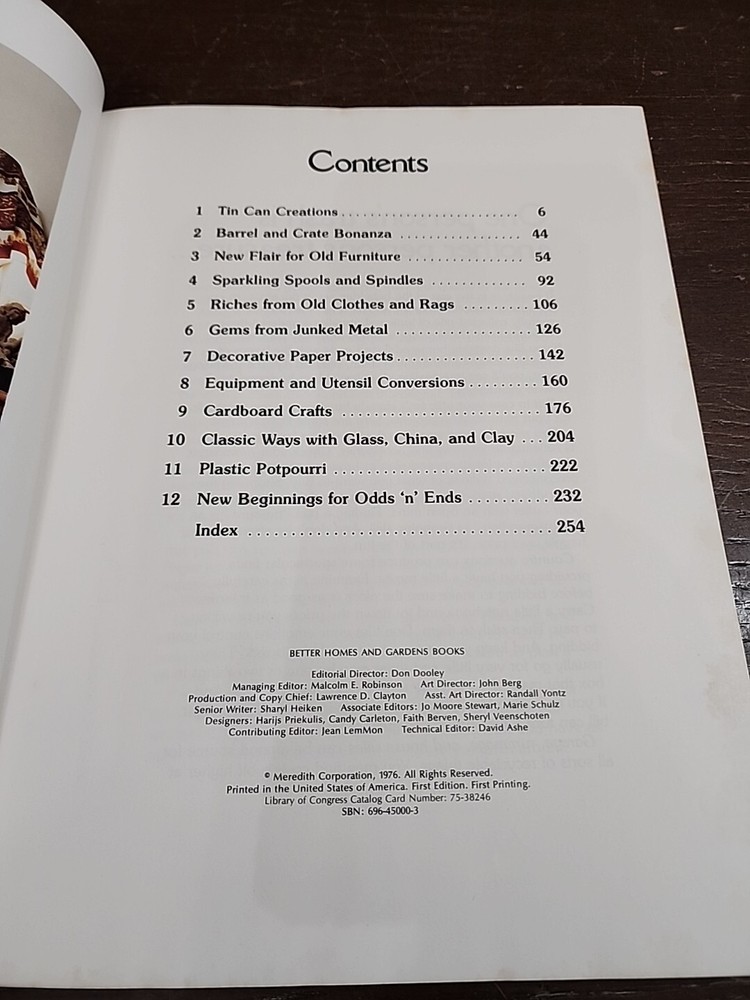 Contents
1 Tin Can Creations ........................ 6
2 Barrel and Crate Bonanza ................ 44
3 New Flair for Old Furniture ............... 54
4 Sparkling Spools and Spindles ............. 92
5 Riches from Old Clothes and Rags ......... 106
6 Gems from Junked Metal .................. 126
7 Decorative Paper Projects .................. 142
8 Equipment and Utensil Conversions ......... 160
9 Cardboard Crafts .......................... 176
10 Classic Ways with Glass, China, and Clay ... 204
11 Plastic Potpourri ........................... 222
12 New Beginnings for Odds ‘n’ Ends .......... 232
Index .................................... 254
BETTER HOMES AND GARDENS BOOKS
Editorial Director: Don Dooley
Managing Editor: Malcolm E. Robinson Art Director: John Berg
Production and Copy Chief: Lawrence D. Clayton Asst. Art Director: Randall Yontz
Senior Writer: Sharyl Heiken Associate Editors: Jo Moore Stewart, Marie Schulz
Designers: Harijs Priekulis, Candy Carleton, Faith Berven, Sheryl Veenschoten
Contributing Editor: Jean LemMon Technical Editor: David Ashe
© Meredith Corporation, 1976. All Rights Reserved.
Printed in the United States of America. First Edition. First Printing.
Library of Congress Catalog Card Number: 75-38246
SBN: 696-45000-3